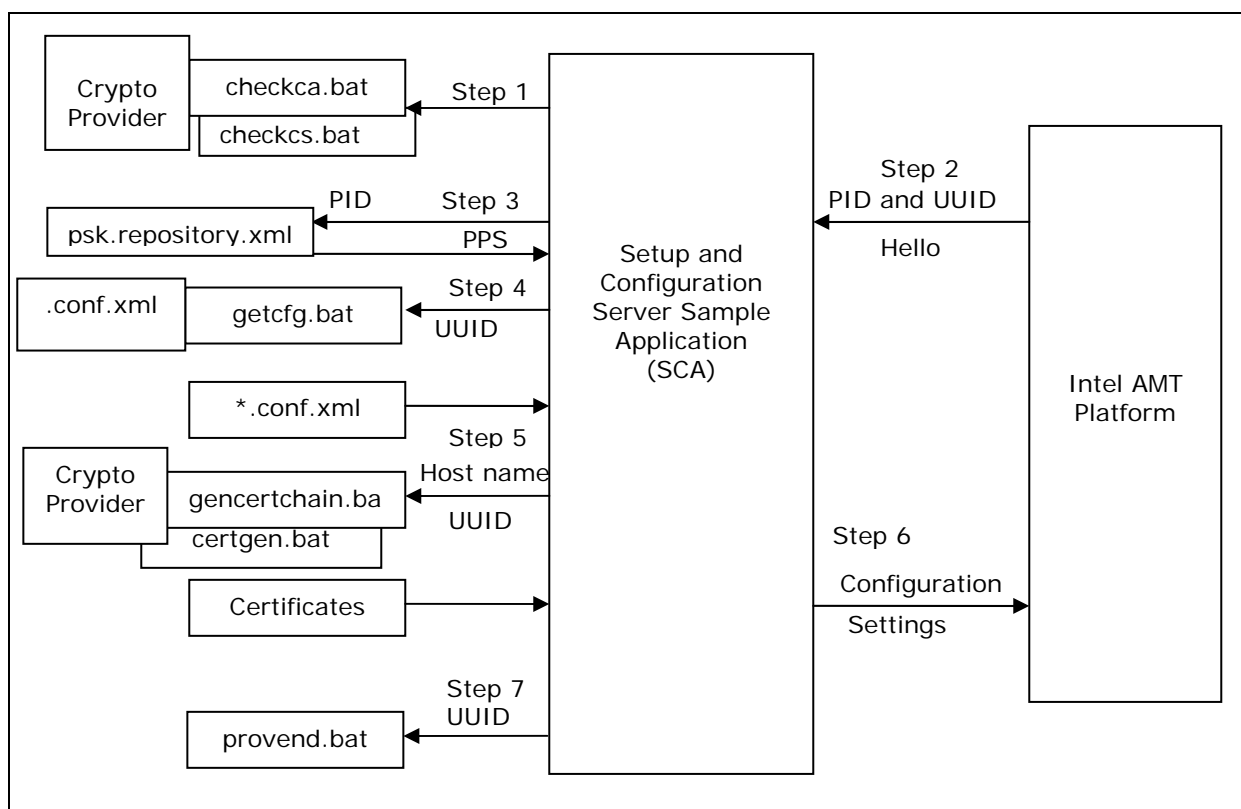 Crypto
Provider
checkca.bat
checkcs.bat
Step 1
Step 2
PID and UUID
Hello
PID
Step 3
psk.repository.xml
PPS
Setup and
Configuration
Server Sample
Application
(SCA)
Step 4
.conf.xml
getcfg.bat
UUID
*.conf.xml
Intel AMT
Platform
Step 5
Crypto
Provider
Host name
gencertchain.ba
UUID
certgen.bat
Step 6
Certificates
Configuration
Settings
Step 7
UUID
provend.bat